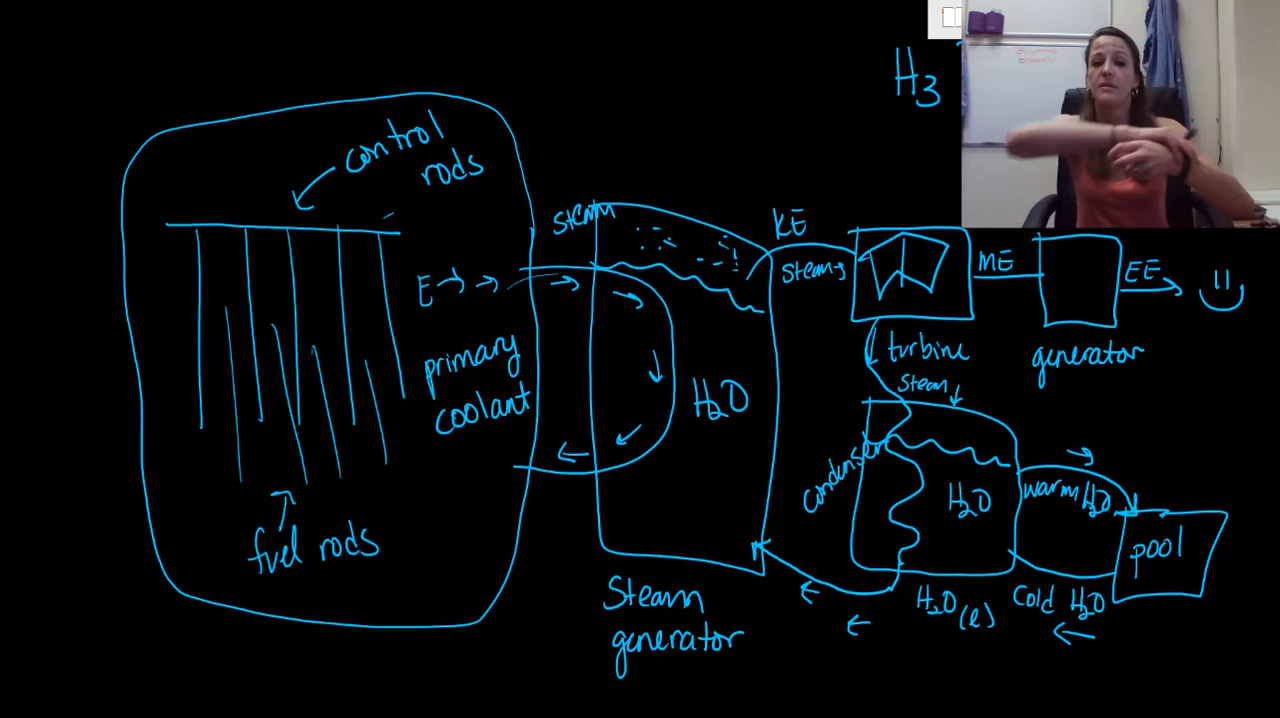 H3
control
rods
steam
KE
steam
ME
EE
E
primary
coolant
H2O
turbine
generator
steam
condenser
H2O
warm H2O
pool
fuel rods
Steam
generator
H2O(l)
Cold H2O